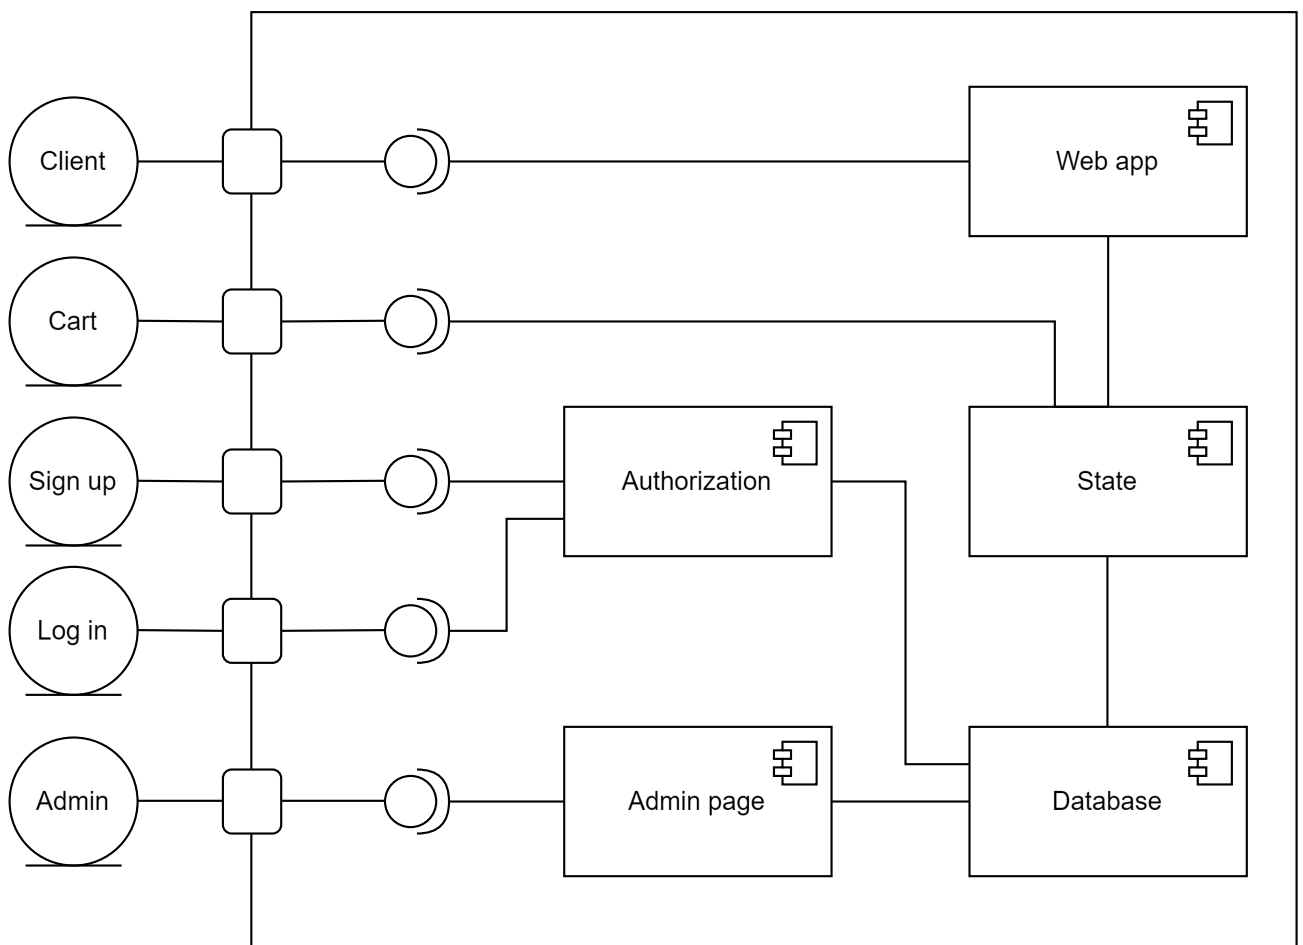 Client
Web app
Cart
Sign up
Authorization
State
Log in
Admin
Admin page
Database